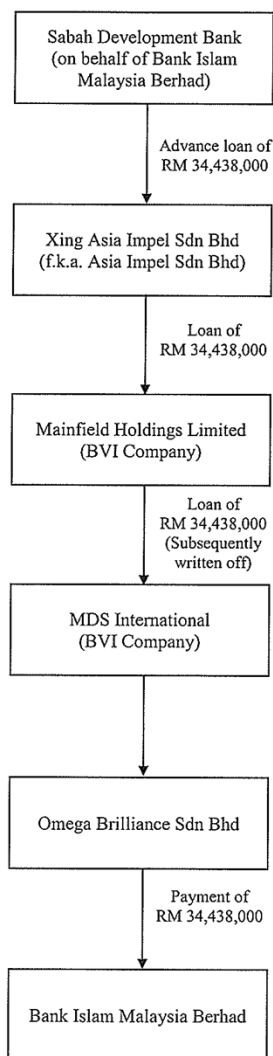 Sabah Development Bank
(on behalf of Bank Islam
Malaysia Berhad)
Advance loan of
RM 34,438,000
Xing Asia Impel Sdn Bhd
(f.k.a. Asia Impel Sdn Bhd)
Loan of
RM 34,438,000
Mainfield Holdings Limited
(BVI Company)
Loan of
RM 34,438,000
(Subsequently
written off)
MDS International
(BVI Company)
Omega Brilliance Sdn Bhd
Payment of
RM 34,438,000
Bank Islam Malaysia Berhad